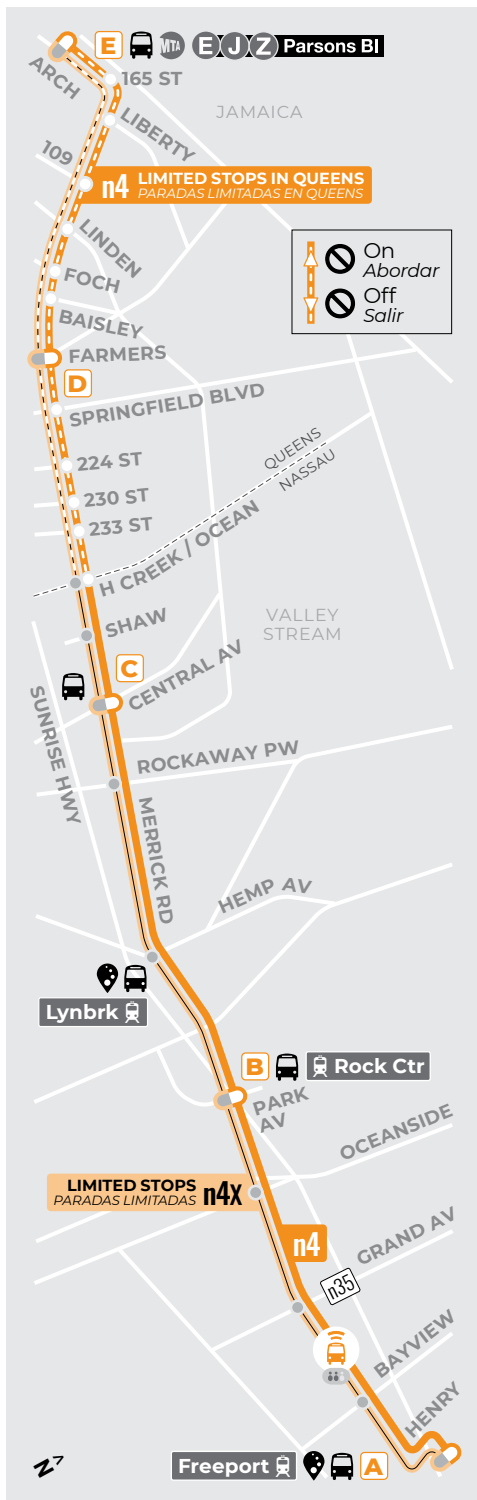 E MTA E J Z Parsons Bl
ARCH
165 ST
JAMAICA
LIBERTY
109
n4 LIMITED STOPS IN QUEENS
PARADAS LIMITADAS EN QUEENS
LINDEN
On
Abordar
Off
Salir
FOCH
BAISLEY
FARMERS
D
SPRINGFIELD BLVD
224 ST
QUEENS
NASSAU
230 ST
233 ST
H CREEK / OCEAN
SHAW
VALLEY
STREAM
C
CENTRAL AV
SUNRISE HWY
ROCKAWAY PW
MERRICK RD
HEMP AV
Lynbrk
B Rock Ctr
PARK
AV
OCEANSIDE
LIMITED STOPS
PARADAS LIMITADAS n4X
n4
GRAND AV
n35
BAYVIEW
HENRY
N
Freeport A